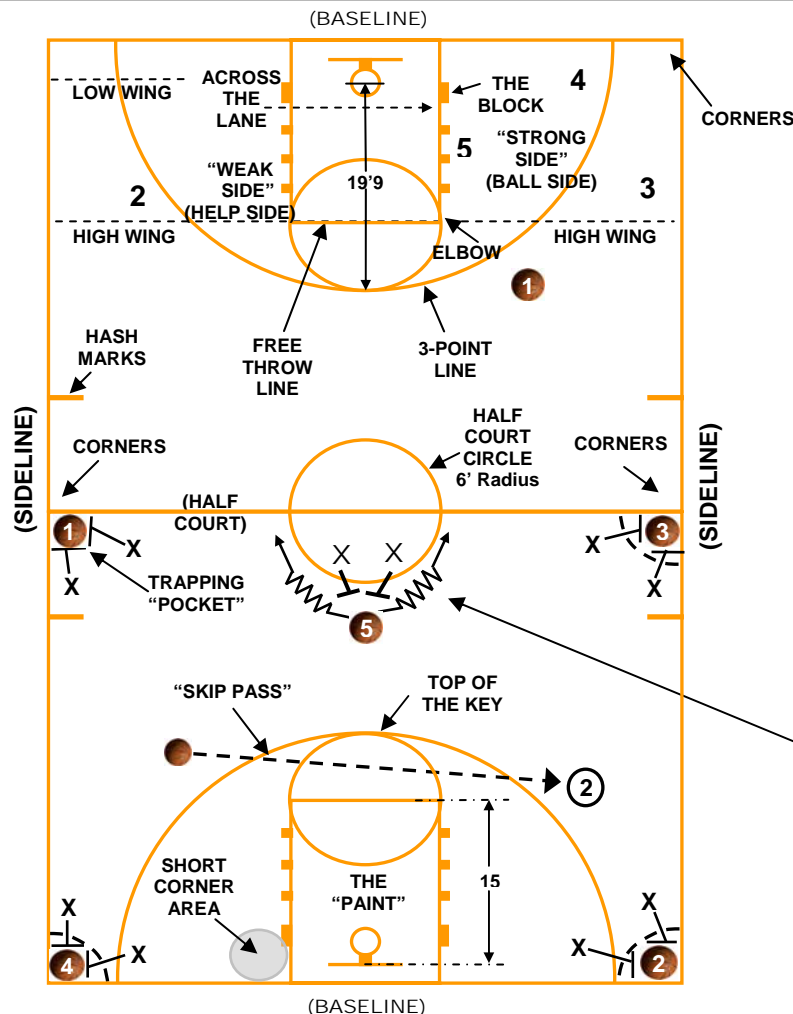 (BASELINE)
ACROSS
THE
LANE
LOW WING
THE
BLOCK
4
CORNERS
"WEAK
SIDE"
(HELP SIDE)
19'9
5
"STRONG
SIDE"
(BALL SIDE)
2
3
HIGH WING
ELBOW
HIGH WING
1
HASH
MARKS
FREE
THROW
LINE
3-POINT
LINE
(SIDELINE)
CORNERS
HALF
COURT
CIRCLE
6' Radius
CORNERS
(SIDELINE)
(HALF
COURT)
1
X
X
TRAPPING
"POCKET"
X
X
5
3
X
X
"SKIP PASS"
TOP OF
THE KEY
2
SHORT
CORNER
AREA
THE
"PAINT"
15
X
X
4
X
X
2
(BASELINE)